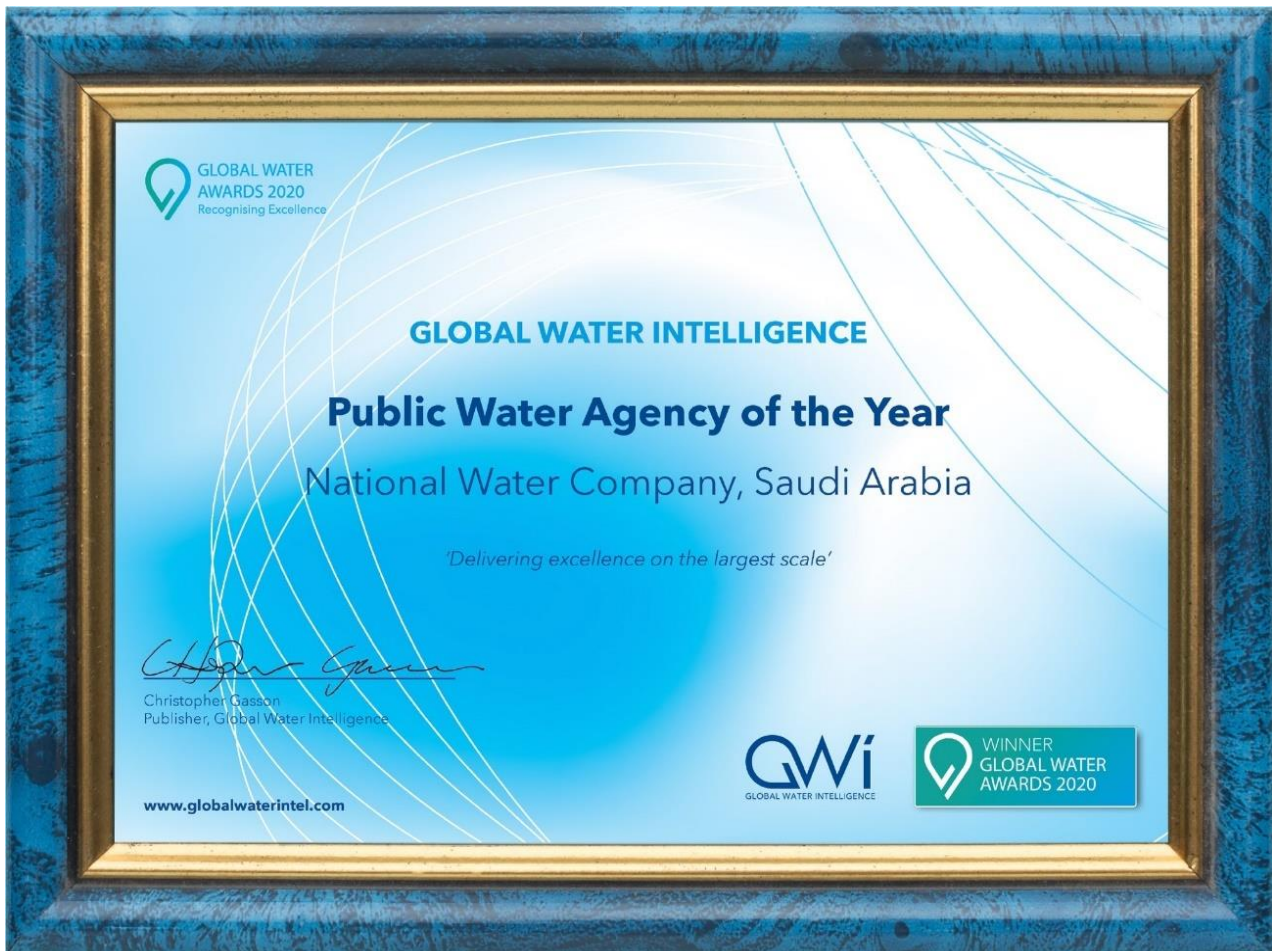 GLOBAL WATER
AWARDS 2020
Recognising Excellence
GLOBAL WATER INTELLIGENCE
Public Water Agency of the Year
National Water Company, Saudi Arabia
'Delivering excellence on the largest scale'
Christopher Gasson
Publisher, Global Water Intelligence
www.globalwaterintel.com
GWi
GLOBAL WATER INTELLIGENCE
WINNER
GLOBAL WATER
AWARDS 2020